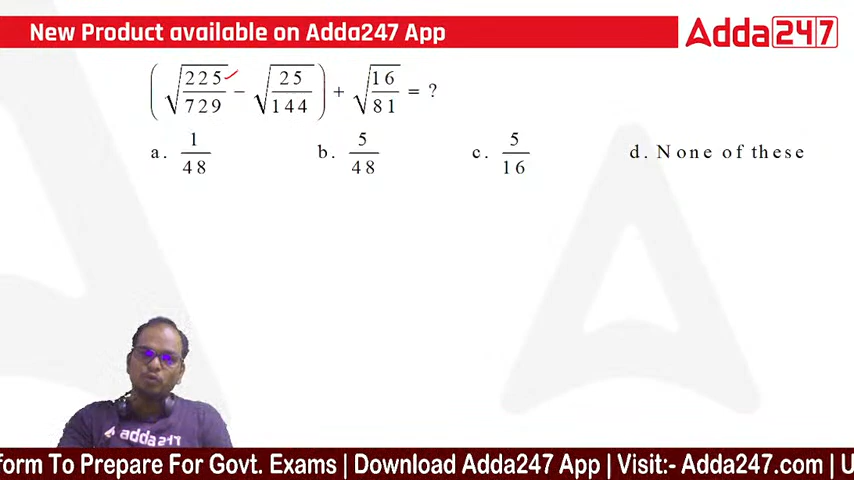 New Product available on Adda247 App
Adda247
(√(225/729) − √(25/144)) + √(16/81) = ?
a. 1/48 b. 5/48 c. 5/16 d. None of these
adda247
form To Prepare For Govt. Exams | Download Adda247 App | Visit:- Adda247.com | U